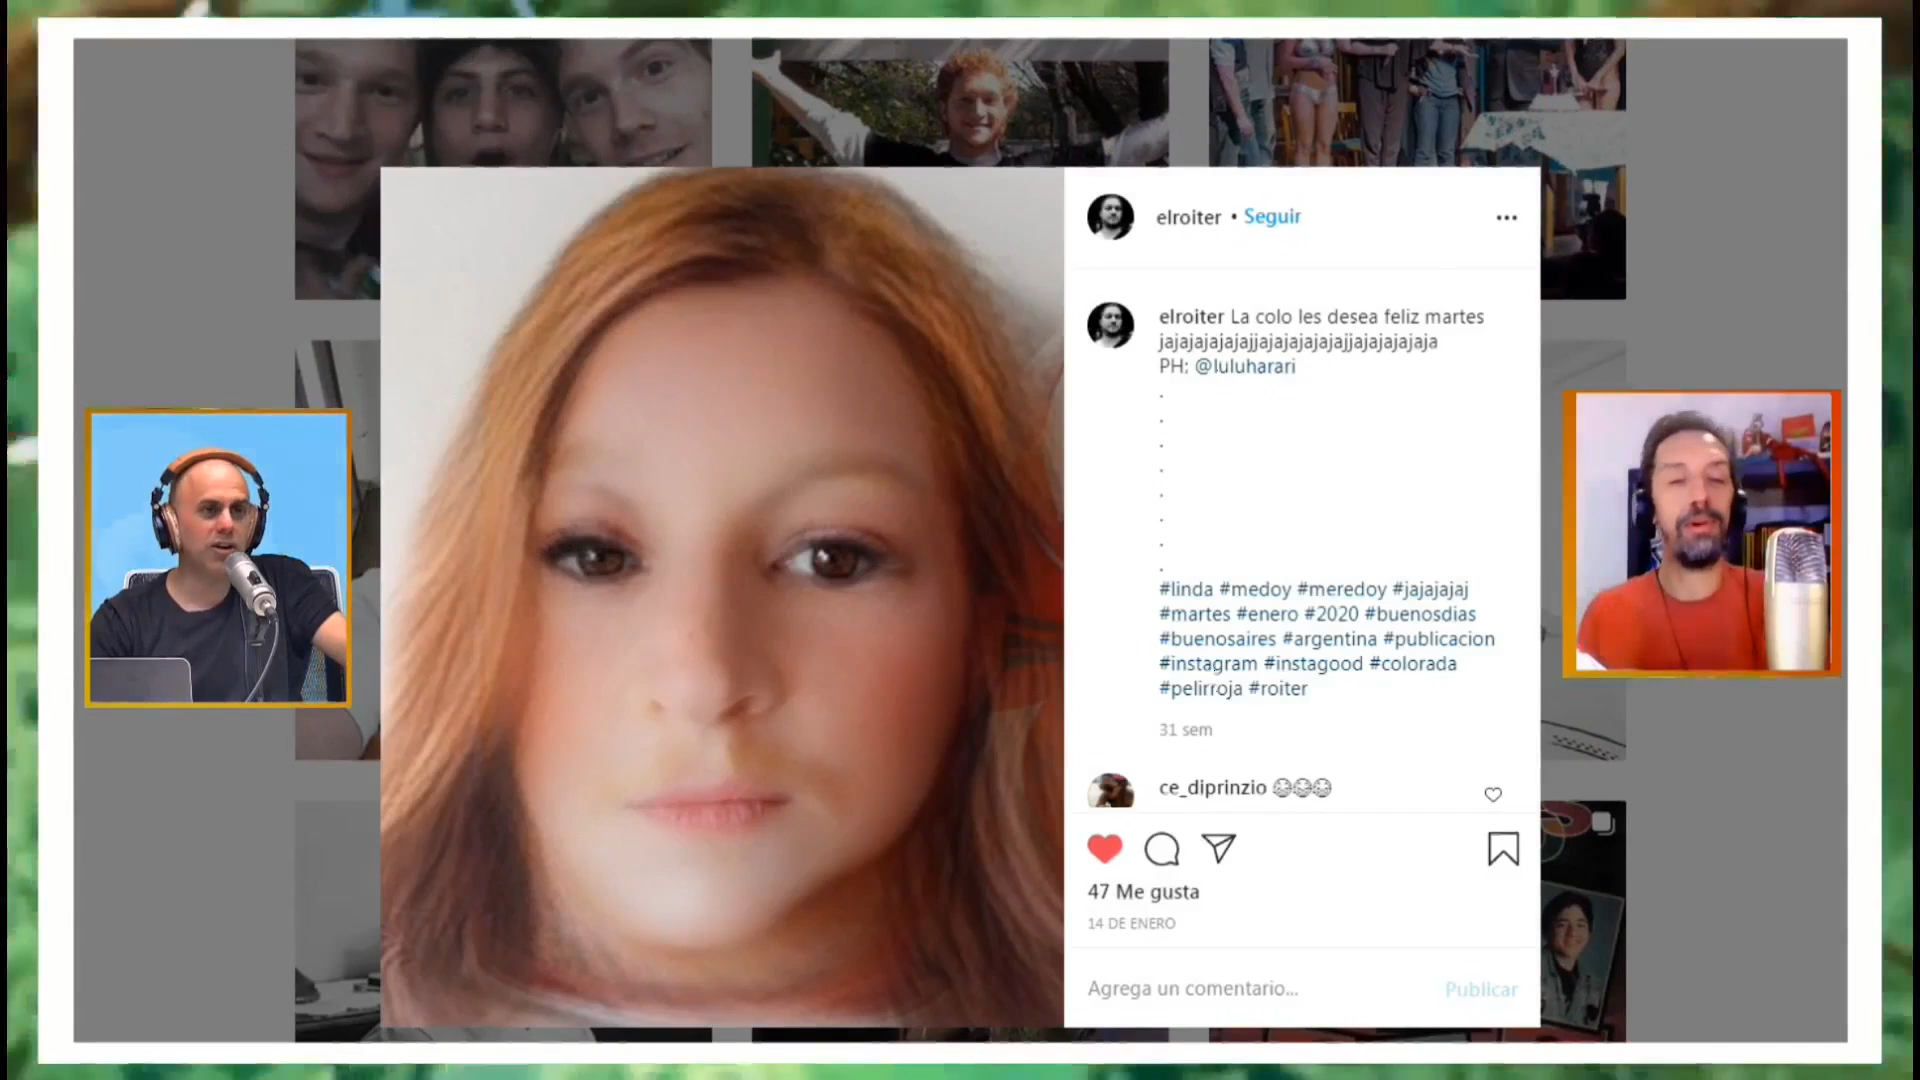 elroiter • Seguir
elroiter La colo les desea feliz martes
jajajajajajajjajajajajajajjajajajajaja
PH: @luluharari
.
.
.
.
.
.
.
.
#linda #medoy #meredoy #jajajajaj
#martes #enero #2020 #buenosdias
#buenosaires #argentina #publicacion
#instagram #instagood #colorada
#pelirroja #roiter
31 sem
ce_diprinzio 😂😂😂
47 Me gusta
14 DE ENERO
Agrega un comentario...
Publicar